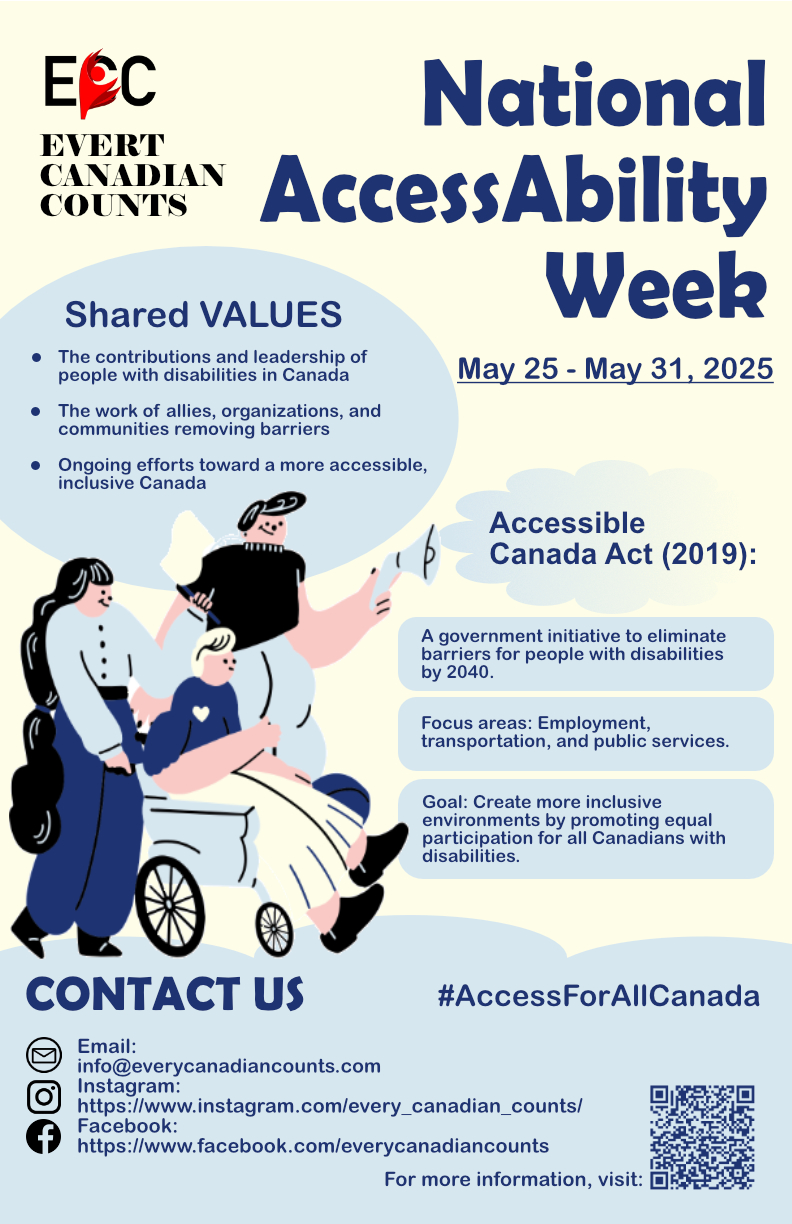 ECC
EVERT
CANADIAN
COUNTS
National
AccessAbility
Week
May 25 - May 31, 2025
Shared VALUES
● The contributions and leadership of
people with disabilities in Canada
● The work of allies, organizations, and
communities removing barriers
● Ongoing efforts toward a more accessible,
inclusive Canada
Accessible
Canada Act (2019):
A government initiative to eliminate
barriers for people with disabilities
by 2040.
Focus areas: Employment,
transportation, and public services.
Goal: Create more inclusive
environments by promoting equal
participation for all Canadians with
disabilities.
CONTACT US
#AccessForAllCanada
Email:
info@everycanadiancounts.com
Instagram:
https://www.instagram.com/every_canadian_counts/
Facebook:
https://www.facebook.com/everycanadiancounts
For more information, visit: